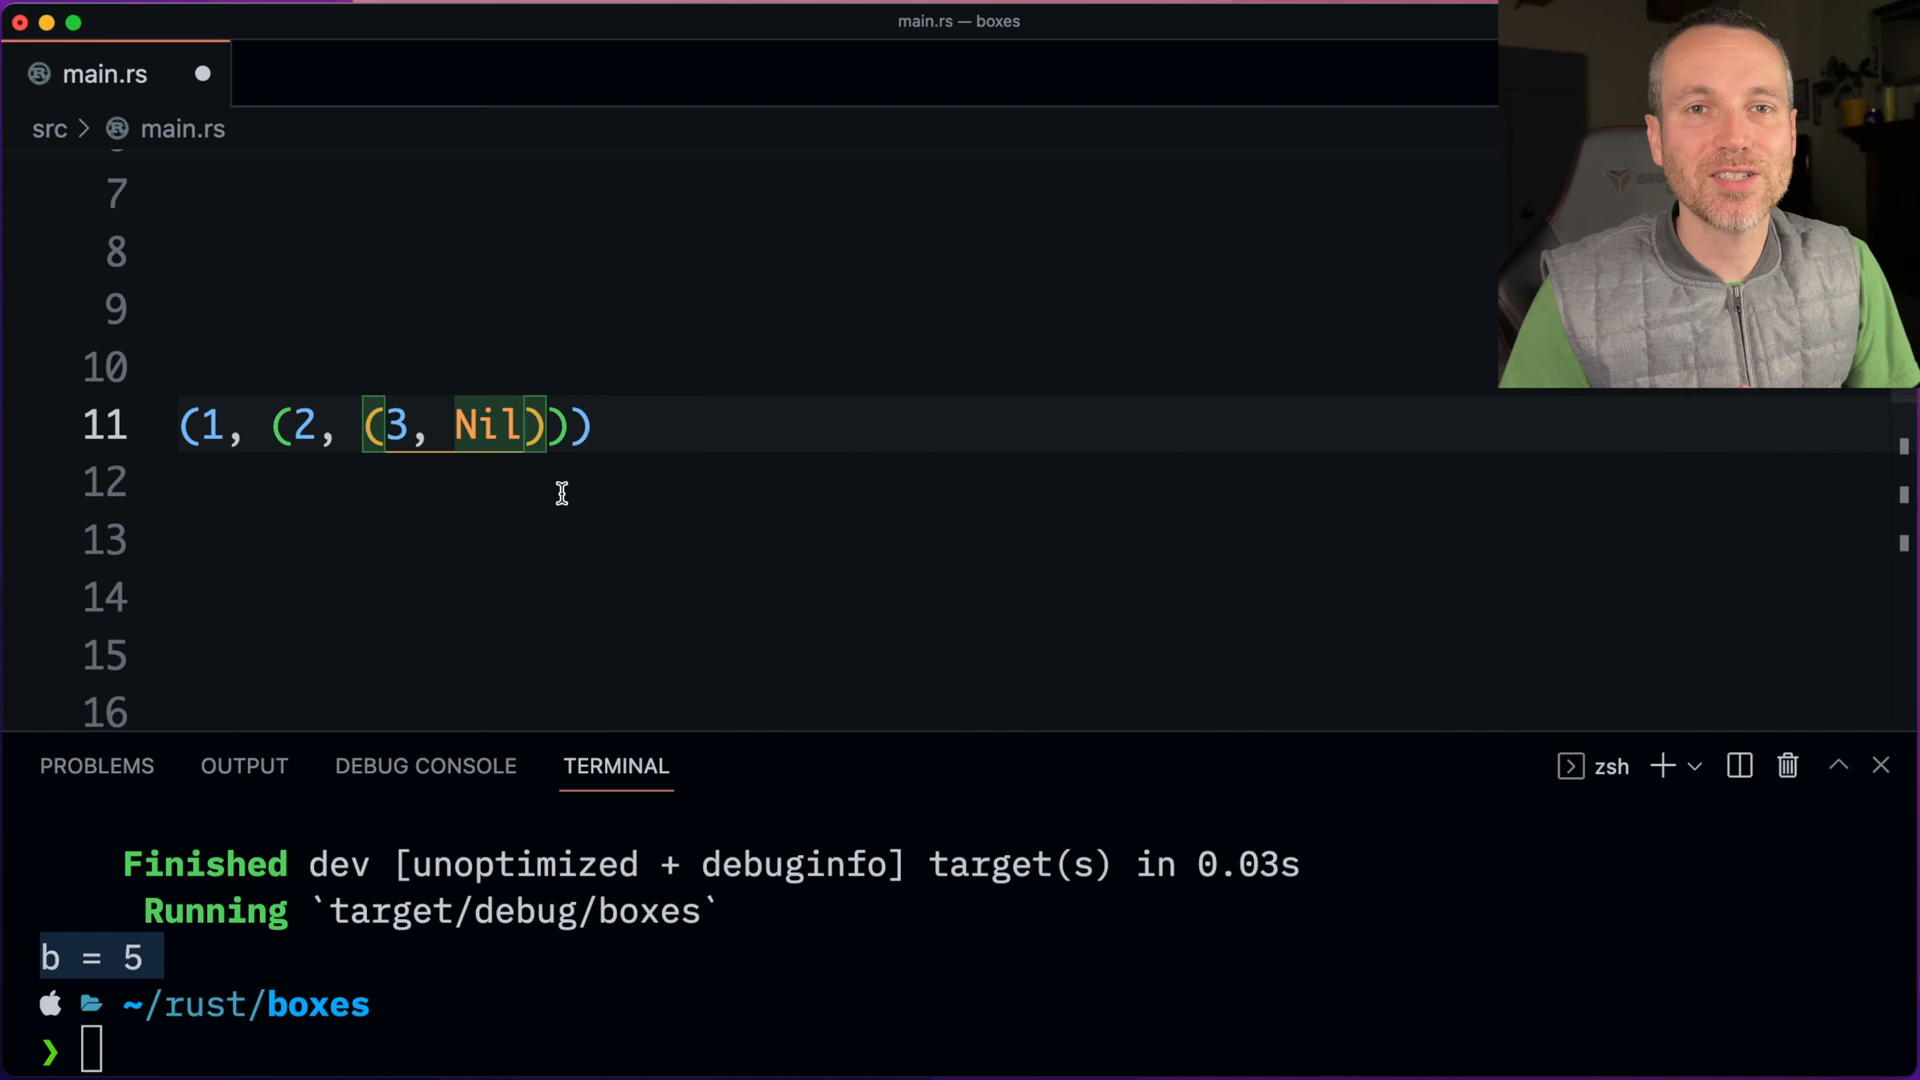 main.rs — boxes
main.rs
src > main.rs
7
8
9
10
11 (1, (2, (3, Nil)))
12
13
14
15
16
PROBLEMS OUTPUT DEBUG CONSOLE TERMINAL zsh
Finished dev [unoptimized + debuginfo] target(s) in 0.03s
Running `target/debug/boxes`
b = 5
~/rust/boxes
❯